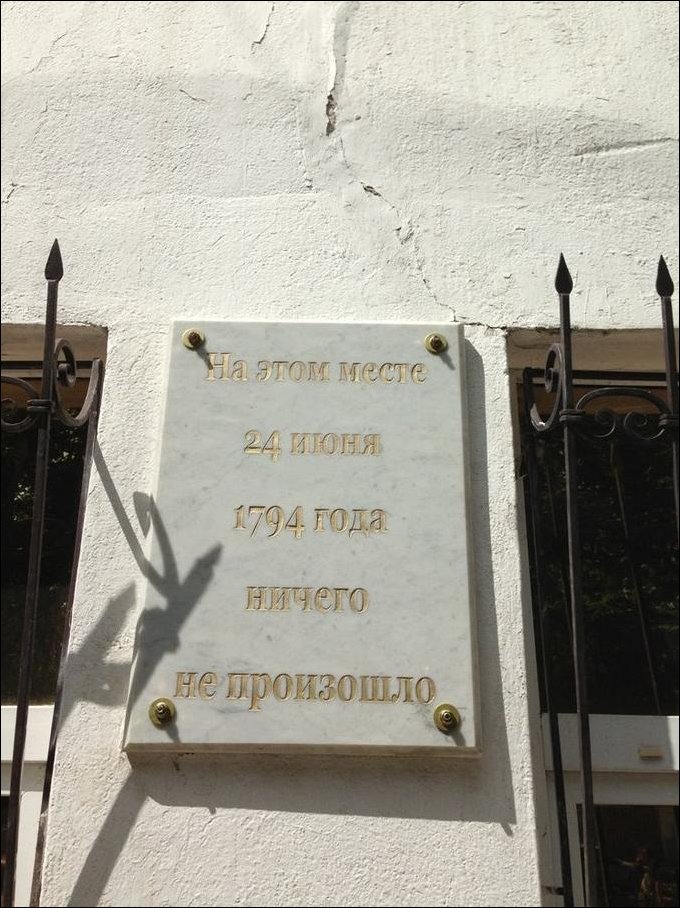 На этом месте
24 июня
1794 года
ничего
не произошло